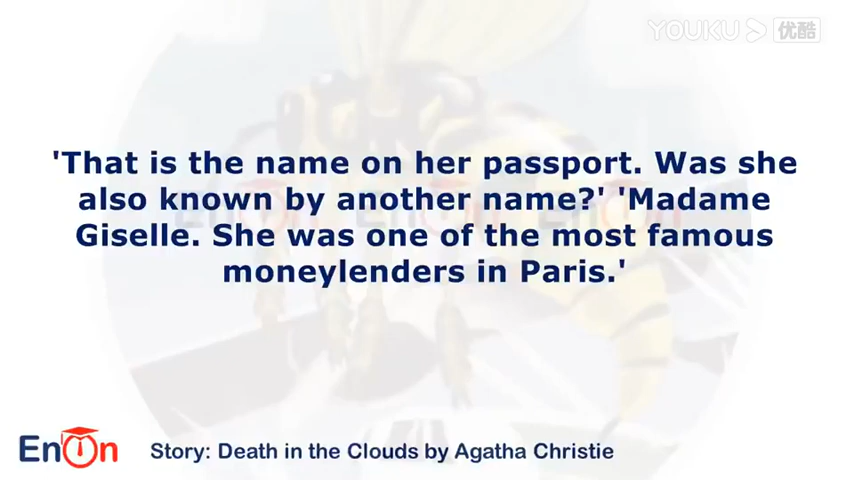 YOUKU 优酷
'That is the name on her passport. Was she
also known by another name?' 'Madame
Giselle. She was one of the most famous
moneylenders in Paris.'
EnOn
Story: Death in the Clouds by Agatha Christie